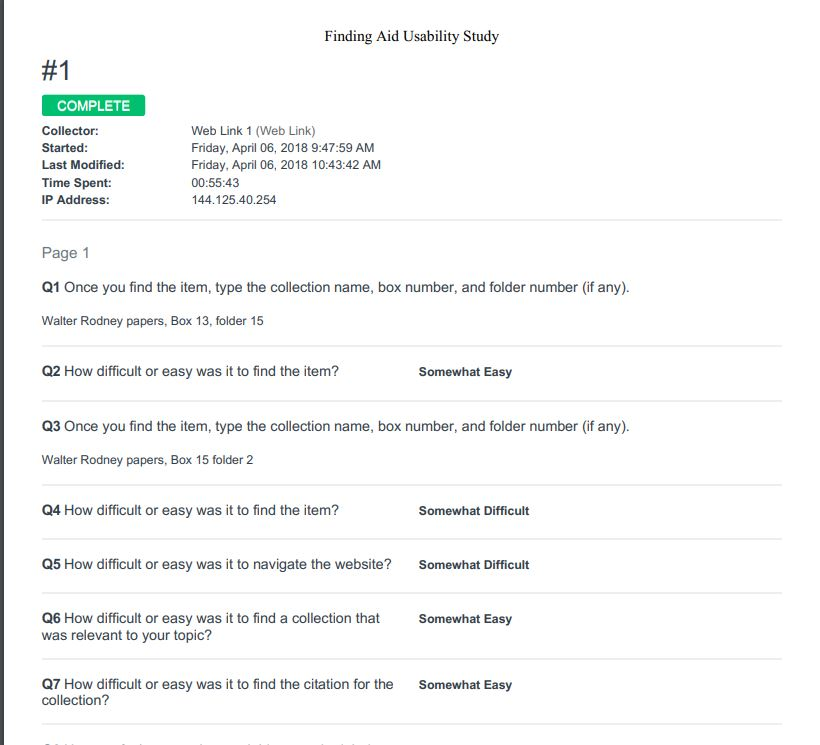 Finding Aid Usability Study
#1
COMPLETE
Collector: Web Link 1 (Web Link)
Started: Friday, April 06, 2018 9:47:59 AM
Last Modified: Friday, April 06, 2018 10:43:42 AM
Time Spent: 00:55:43
IP Address: 144.125.40.254
Page 1
Q1 Once you find the item, type the collection name, box number, and folder number (if any).
Walter Rodney papers, Box 13, folder 15
Q2 How difficult or easy was it to find the item? Somewhat Easy
Q3 Once you find the item, type the collection name, box number, and folder number (if any).
Walter Rodney papers, Box 15 folder 2
Q4 How difficult or easy was it to find the item? Somewhat Difficult
Q5 How difficult or easy was it to navigate the website? Somewhat Difficult
Q6 How difficult or easy was it to find a collection that Somewhat Easy
was relevant to your topic?
Q7 How difficult or easy was it to find the citation for the Somewhat Easy
collection?